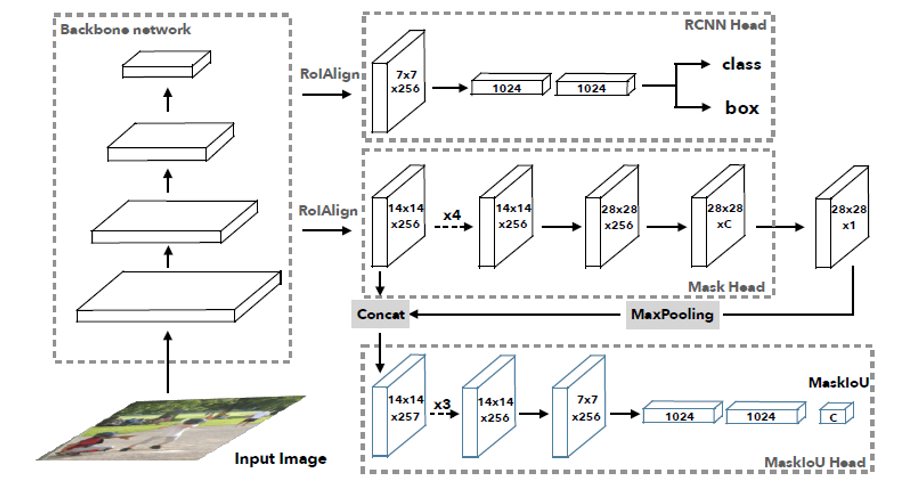 Backbone network
RCNN Head
RoIAlign
7x7
x256
1024
1024
class
box
RoIAlign
14x14
x256
x4
14x14
x256
28x28
x256
28x28
xC
28x28
x1
Mask Head
Concat
MaxPooling
14x14
x257
x3
14x14
x256
7x7
x256
1024
1024
MaskIoU
C
MaskIoU Head
Input Image